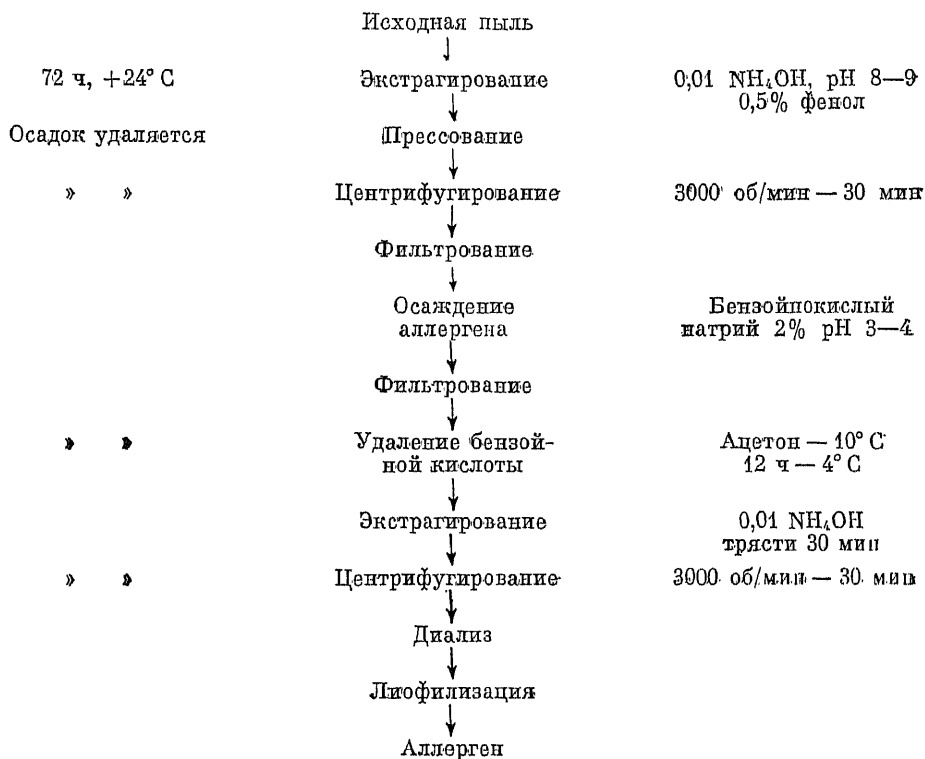 Исходная пыль
72 ч, +24° С Экстрагирование 0,01 NH₄OH, pH 8—9
0,5% фенол
Осадок удаляется Прессование
» » Центрифугирование 3000 об/мин — 30 мин
Фильтрование
Осаждение Бензойнокислый
аллергена натрий 2% pH 3—4
Фильтрование
» » Удаление бензой- Ацетон — 10° С
ной кислоты 12 ч — 4° С
Экстрагирование 0,01 NH₄OH
трясти 30 мин
» » Центрифугирование 3000 об/мин — 30 мин
Диализ
Лиофилизация
Аллерген